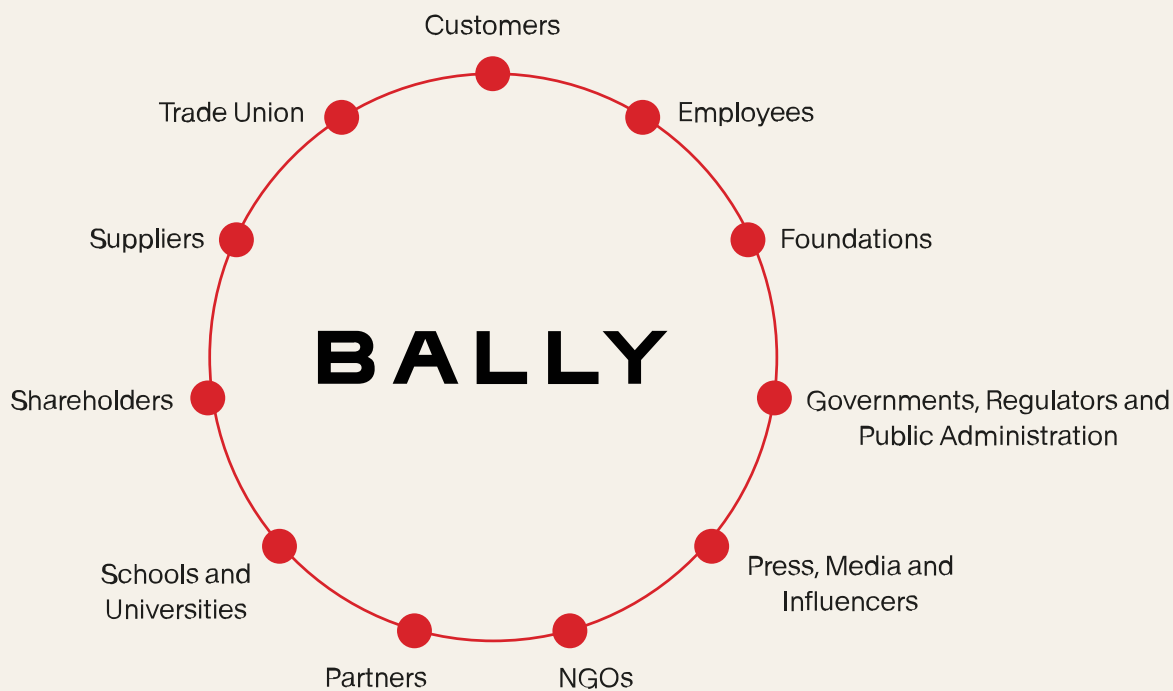 Customers
Trade Union
Employees
Suppliers
Foundations
BALLY
Shareholders
Governments, Regulators and
Public Administration
Schools and
Universities
Press, Media and
Influencers
Partners
NGOs